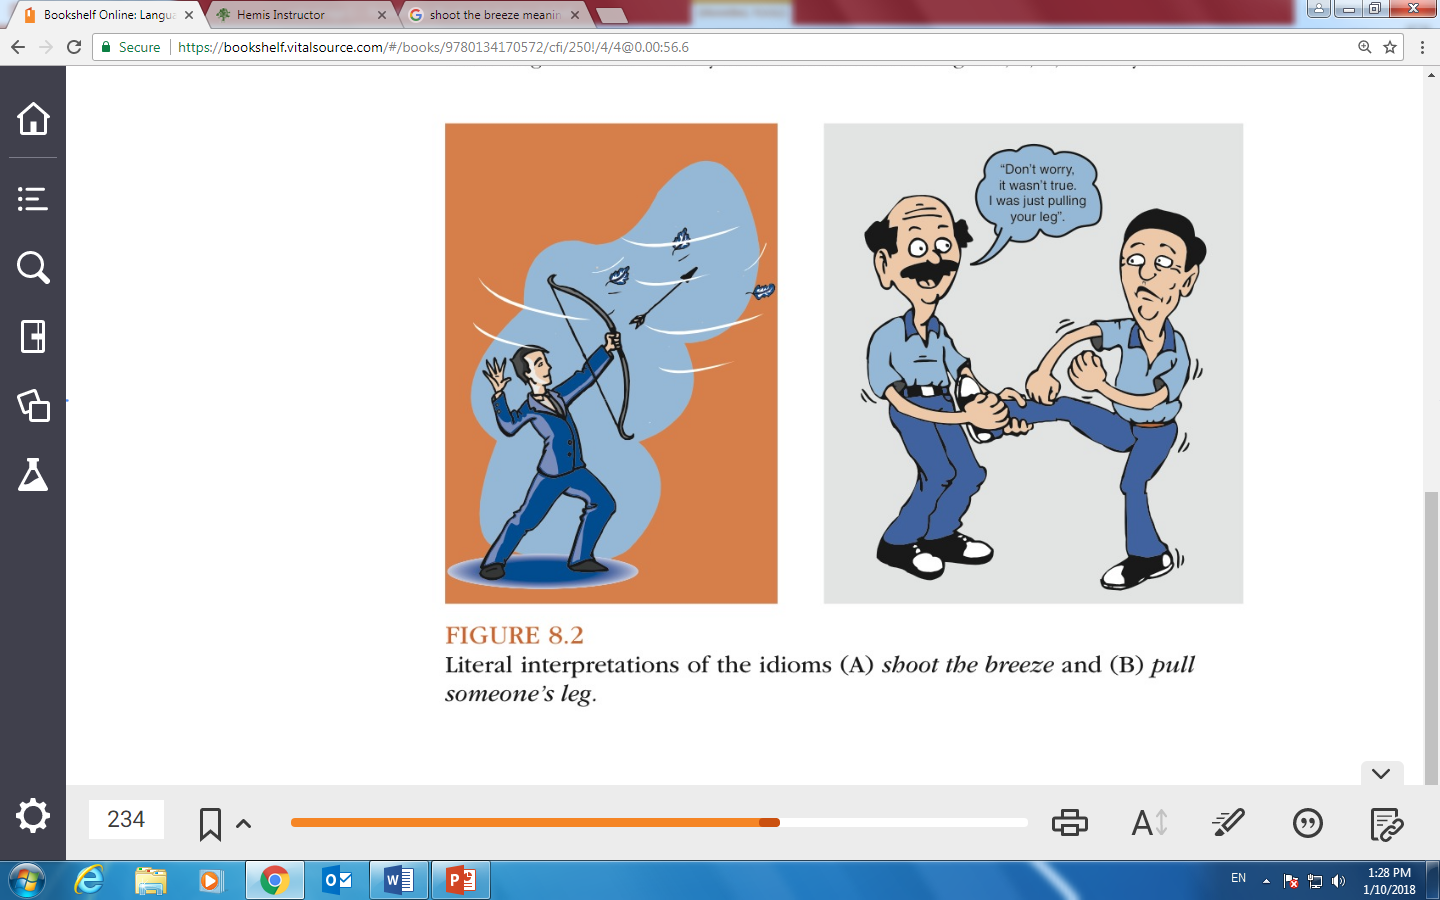 Bookshelf Online: Langua
Hemis Instructor
shoot the breeze meanin
Secure
https://bookshelf.vitalsource.com/#/books/9780134170572/cfi/250!/4/4@0.00:56.6
"Don't worry,
it wasn't true.
I was just pulling
your leg".
FIGURE 8.2
Literal interpretations of the idioms (A) shoot the breeze and (B) pull
someone's leg.
234
A
EN
1:28 PM
1/10/2018